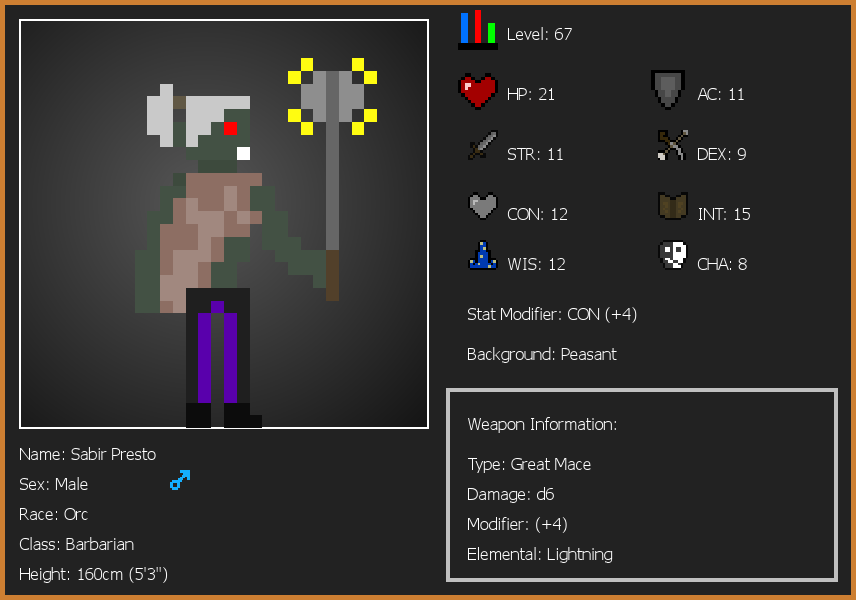 Level: 67
HP: 21
AC: 11
STR: 11
DEX: 9
CON: 12
INT: 15
WIS: 12
CHA: 8
Stat Modifier: CON (+4)
Background: Peasant
Weapon Information:
Type: Great Mace
Damage: d6
Modifier: (+4)
Elemental: Lightning
Name: Sabir Presto
Sex: Male
Race: Orc
Class: Barbarian
Height: 160cm (5'3")